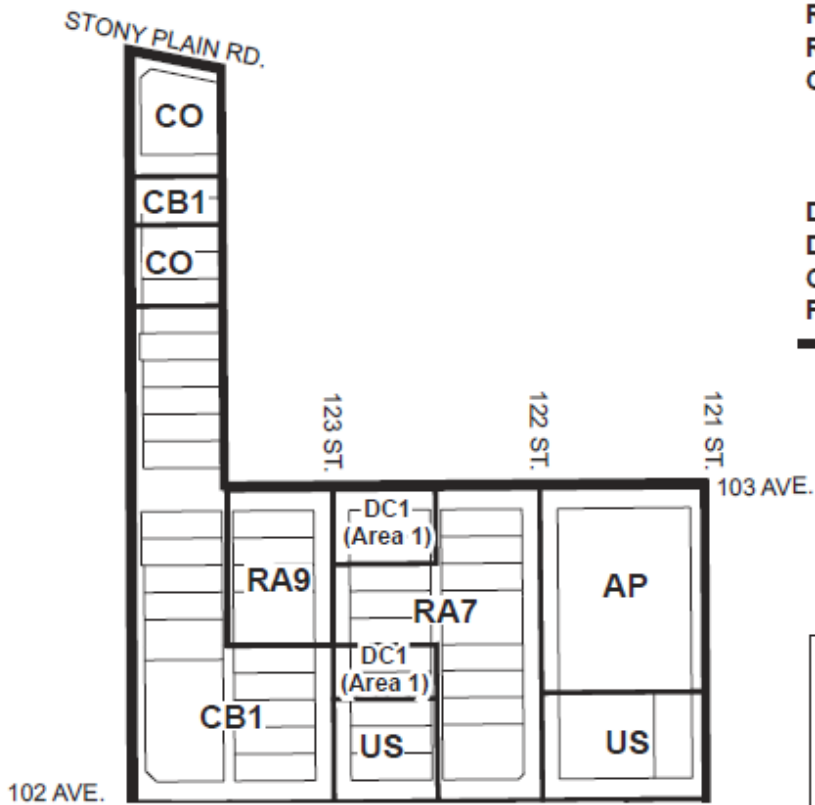 STONY PLAIN RD.
F
F
C
CO
CB1
CO
D
D
C
F
123 ST.
122 ST.
121 ST.
103 AVE.
DC1
(Area 1)
RA9
AP
RA7
DC1
(Area 1)
CB1
US
US
102 AVE.